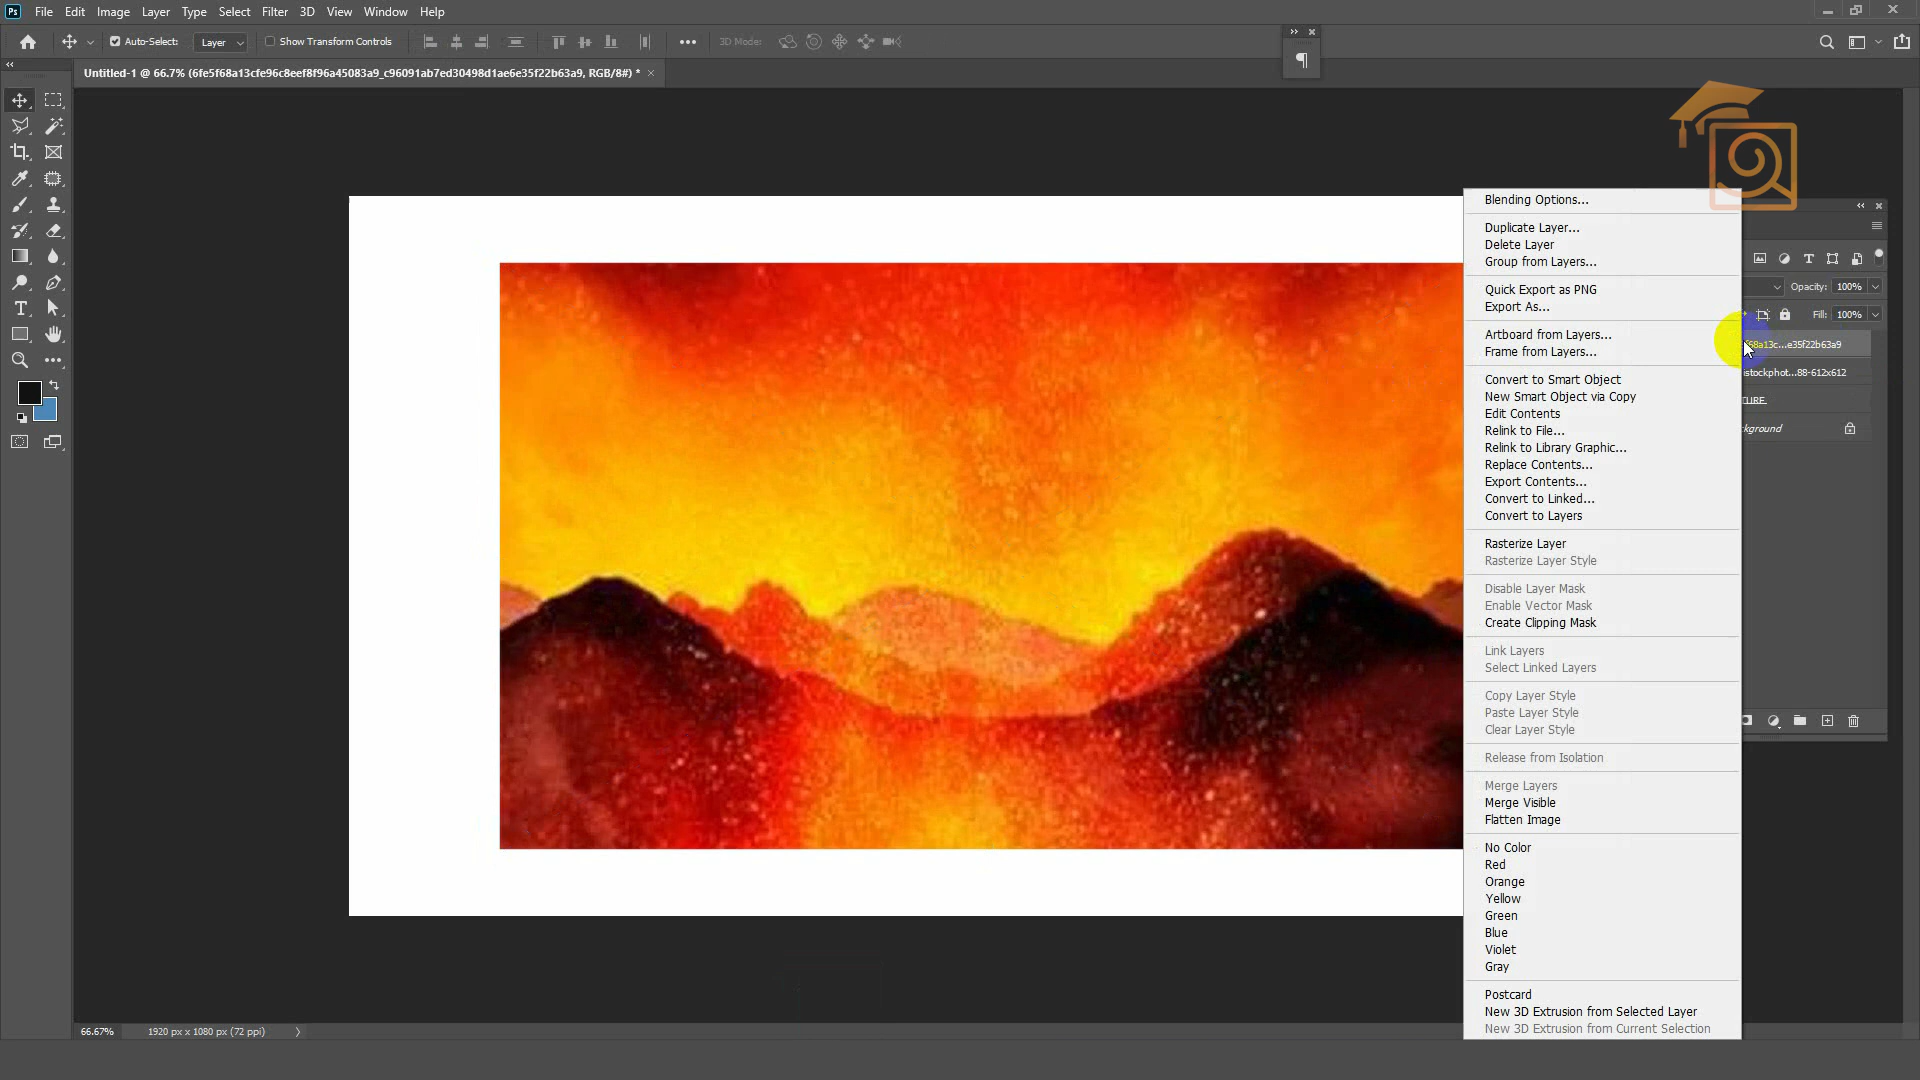 Ps File Edit Image Layer Type Select Filter 3D View Window Help
Auto-Select: Layer Show Transform Controls 3D Mode:
Untitled-1 @ 66.7% (6fe5f68a13cfe96c8eef8f96a45083a9_c96091ab7ed30498d1ae6e35f22b63a9, RGB/8#) *
Blending Options...
Duplicate Layer...
Delete Layer
Group from Layers...
Quick Export as PNG
Export As...
Artboard from Layers...
Frame from Layers...
Convert to Smart Object
New Smart Object via Copy
Edit Contents
Relink to File...
Relink to Library Graphic...
Replace Contents...
Export Contents...
Convert to Linked...
Convert to Layers
Rasterize Layer
Rasterize Layer Style
Disable Layer Mask
Enable Vector Mask
Create Clipping Mask
Link Layers
Select Linked Layers
Copy Layer Style
Paste Layer Style
Clear Layer Style
Release from Isolation
Merge Layers
Merge Visible
Flatten Image
No Color
Red
Orange
Yellow
Green
Blue
Violet
Gray
Postcard
New 3D Extrusion from Selected Layer
New 3D Extrusion from Current Selection
Opacity: 100%
Fill: 100%
f68a13c...e35f22b63a9
istockphot...88-612x612
TURE
kground
66.67% 1920 px x 1080 px (72 ppi)